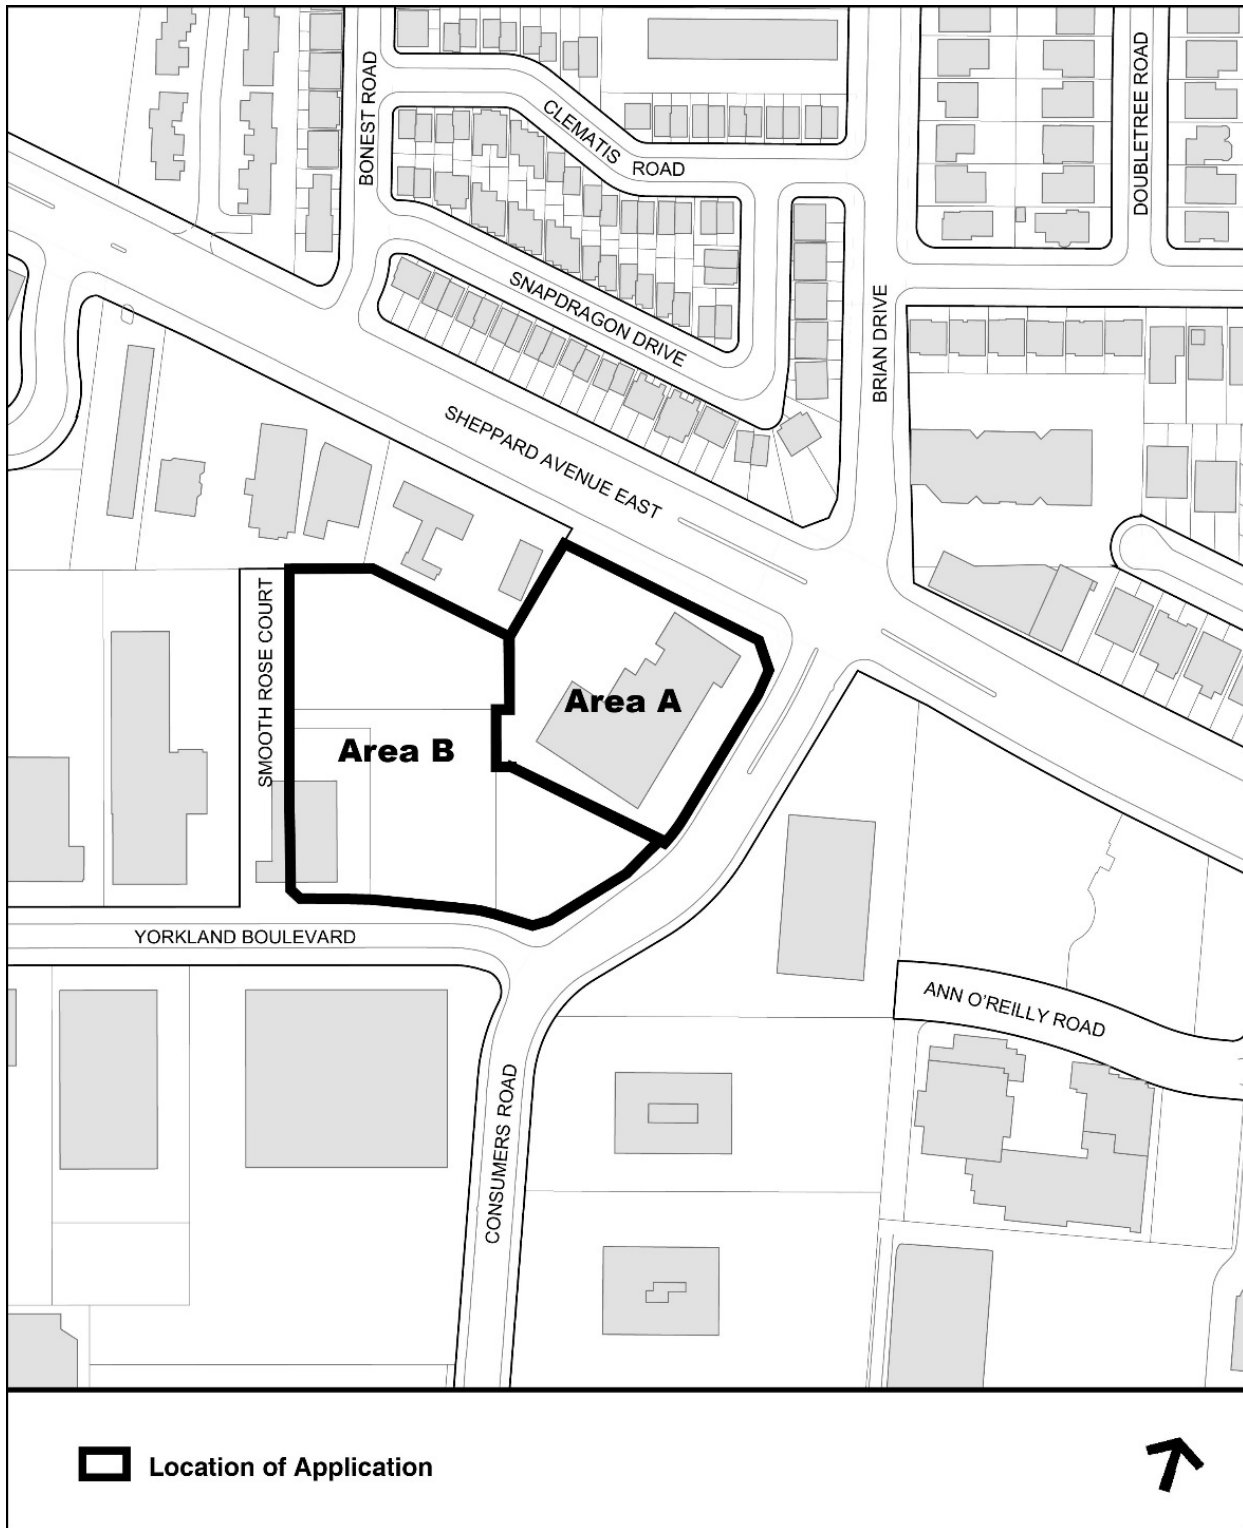 BONEST ROAD
CLEMATIS ROAD
DOUBLETREE ROAD
SNAPDRAGON DRIVE
BRIAN DRIVE
SHEPPARD AVENUE EAST
SMOOTH ROSE COURT
Area A
Area B
YORKLAND BOULEVARD
ANN O'REILLY ROAD
CONSUMERS ROAD
Location of Application